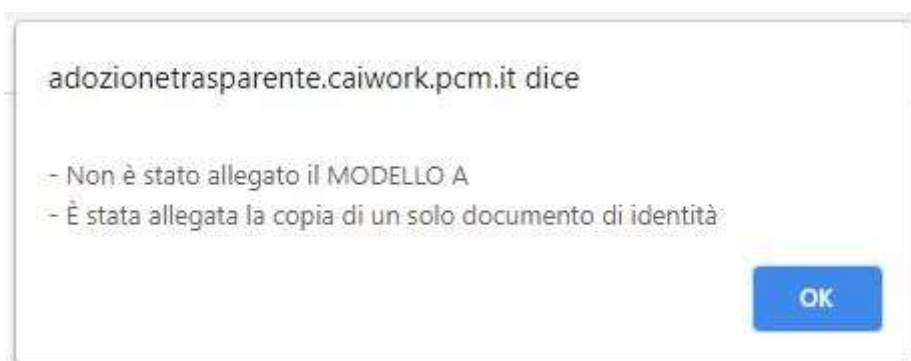 adozionetrasparente.caiwork.pcm.it dice
- Non è stato allegato il MODELLO A
- È stata allegata la copia di un solo documento di identità
OK